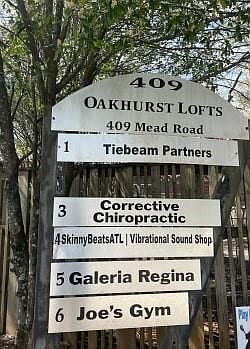 409
OAKHURST LOFTS
409 Mead Road
1 Tiebeam Partners
3 Corrective
Chiropractic
4 SkinnyBeatsATL | Vibrational Sound Shop
5 Galeria Regina
6 Joe's Gym